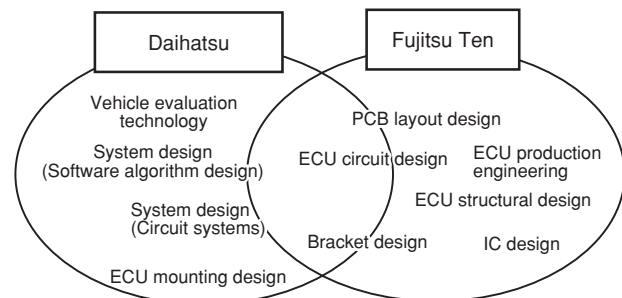 Daihatsu
Fujitsu Ten
Vehicle evaluation
technology
System design
(Software algorithm design)
System design
(Circuit systems)
ECU mounting design
PCB layout design
ECU circuit design
Bracket design
ECU production
engineering
ECU structural design
IC design